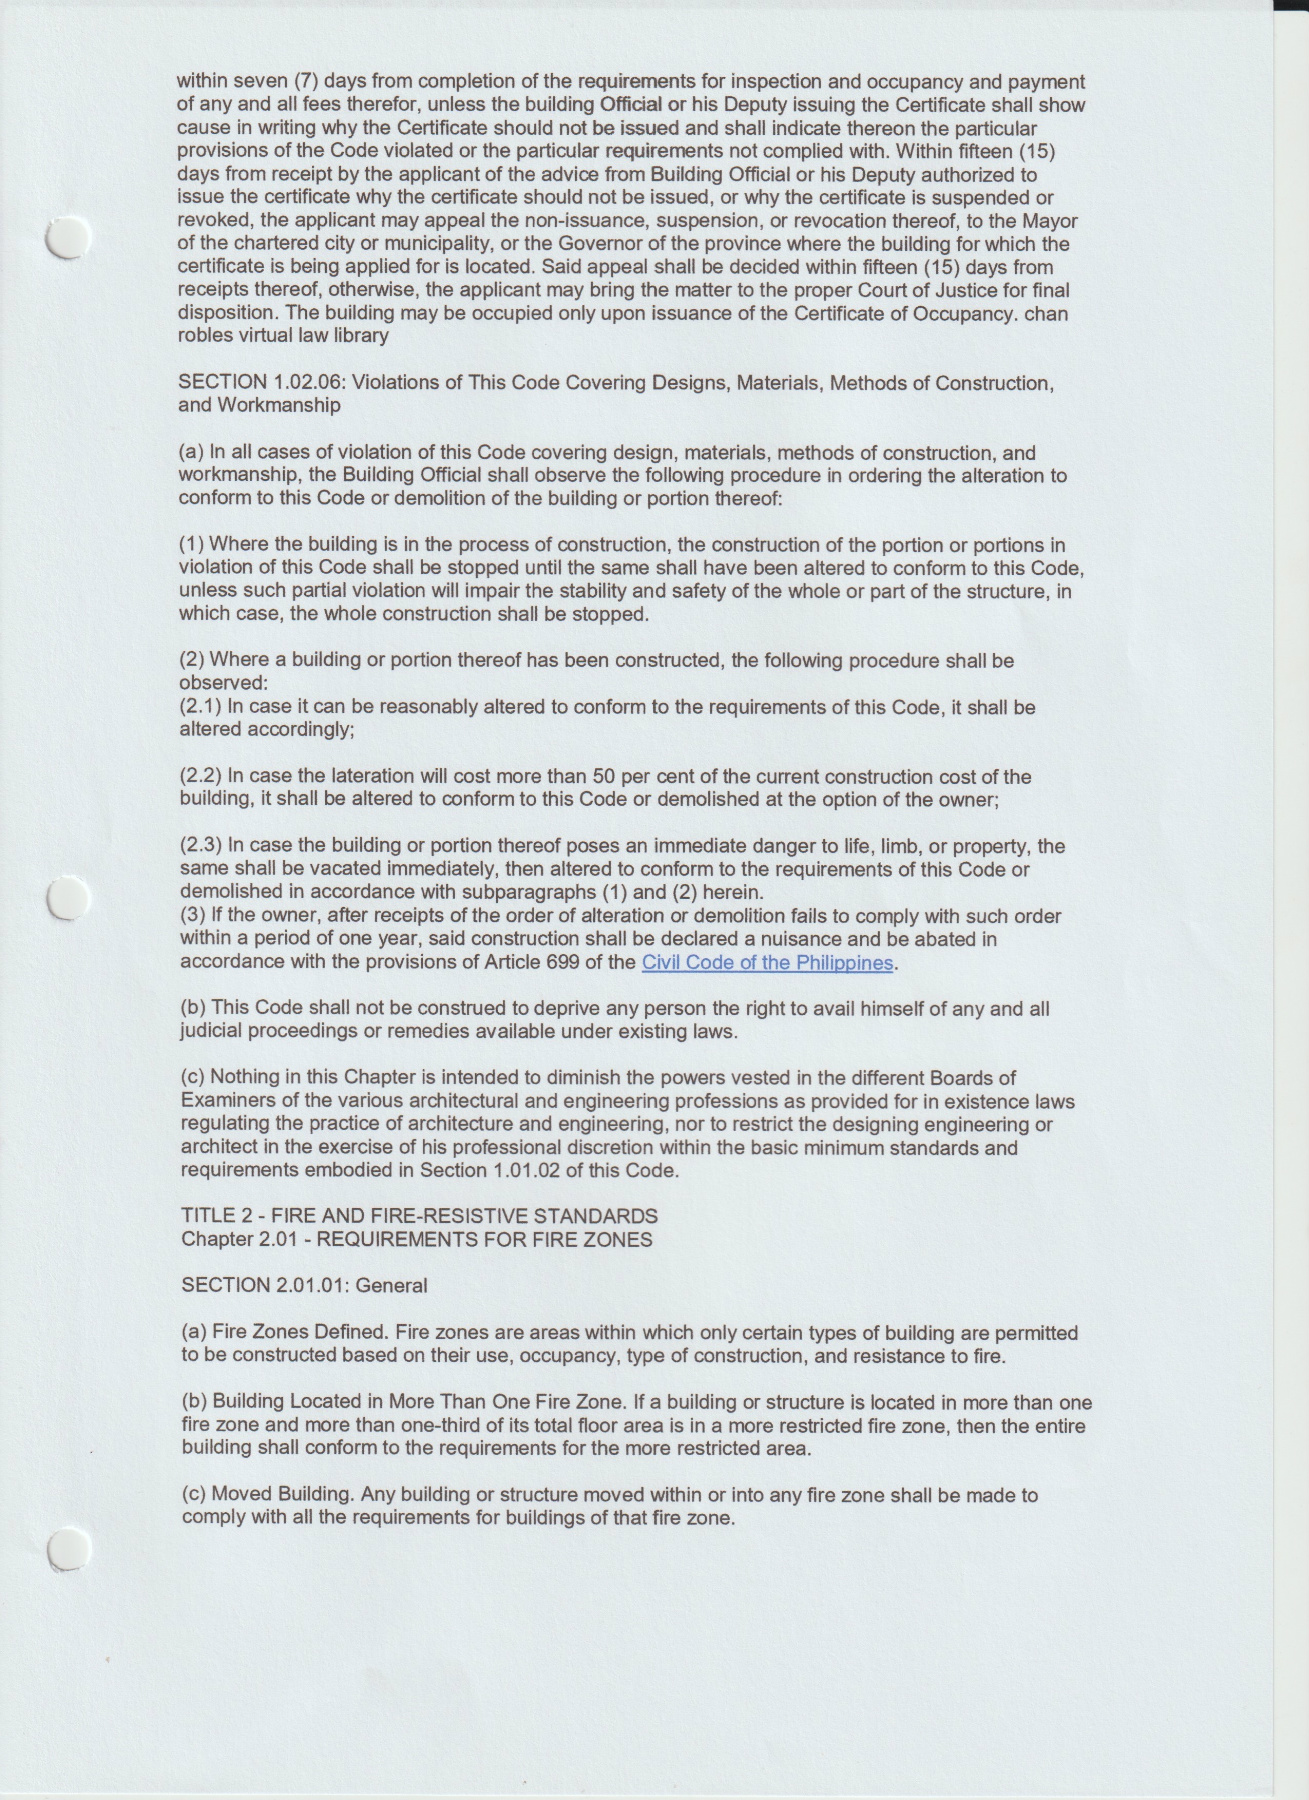 within seven (7) days from completion of the requirements for inspection and occupancy and payment
of any and all fees therefor, unless the building Official or his Deputy issuing the Certificate shall show
cause in writing why the Certificate should not be issued and shall indicate thereon the particular
provisions of the Code violated or the particular requirements not complied with. Within fifteen (15)
days from receipt by the applicant of the advice from Building Official or his Deputy authorized to
issue the certificate why the certificate should not be issued, or why the certificate is suspended or
revoked, the applicant may appeal the non-issuance, suspension, or revocation thereof, to the Mayor
of the chartered city or municipality, or the Governor of the province where the building for which the
certificate is being applied for is located. Said appeal shall be decided within fifteen (15) days from
receipts thereof, otherwise, the applicant may bring the matter to the proper Court of Justice for final
disposition. The building may be occupied only upon issuance of the Certificate of Occupancy. chan
robles virtual law library
SECTION 1.02.06: Violations of This Code Covering Designs, Materials, Methods of Construction,
and Workmanship
(a) In all cases of violation of this Code covering design, materials, methods of construction, and
workmanship, the Building Official shall observe the following procedure in ordering the alteration to
conform to this Code or demolition of the building or portion thereof:
(1) Where the building is in the process of construction, the construction of the portion or portions in
violation of this Code shall be stopped until the same shall have been altered to conform to this Code,
unless such partial violation will impair the stability and safety of the whole or part of the structure, in
which case, the whole construction shall be stopped.
(2) Where a building or portion thereof has been constructed, the following procedure shall be
observed:
(2.1) In case it can be reasonably altered to conform to the requirements of this Code, it shall be
altered accordingly;
(2.2) In case the lateration will cost more than 50 per cent of the current construction cost of the
building, it shall be altered to conform to this Code or demolished at the option of the owner;
(2.3) In case the building or portion thereof poses an immediate danger to life, limb, or property, the
same shall be vacated immediately, then altered to conform to the requirements of this Code or
demolished in accordance with subparagraphs (1) and (2) herein.
(3) If the owner, after receipts of the order of alteration or demolition fails to comply with such order
within a period of one year, said construction shall be declared a nuisance and be abated in
accordance with the provisions of Article 699 of the Civil Code of the Philippines.
(b) This Code shall not be construed to deprive any person the right to avail himself of any and all
judicial proceedings or remedies available under existing laws.
(c) Nothing in this Chapter is intended to diminish the powers vested in the different Boards of
Examiners of the various architectural and engineering professions as provided for in existence laws
regulating the practice of architecture and engineering, nor to restrict the designing engineering or
architect in the exercise of his professional discretion within the basic minimum standards and
requirements embodied in Section 1.01.02 of this Code.
TITLE 2 - FIRE AND FIRE-RESISTIVE STANDARDS
Chapter 2.01 - REQUIREMENTS FOR FIRE ZONES
SECTION 2.01.01: General
(a) Fire Zones Defined. Fire zones are areas within which only certain types of building are permitted
to be constructed based on their use, occupancy, type of construction, and resistance to fire.
(b) Building Located in More Than One Fire Zone. If a building or structure is located in more than one
fire zone and more than one-third of its total floor area is in a more restricted fire zone, then the entire
building shall conform to the requirements for the more restricted area.
(c) Moved Building. Any building or structure moved within or into any fire zone shall be made to
comply with all the requirements for buildings of that fire zone.